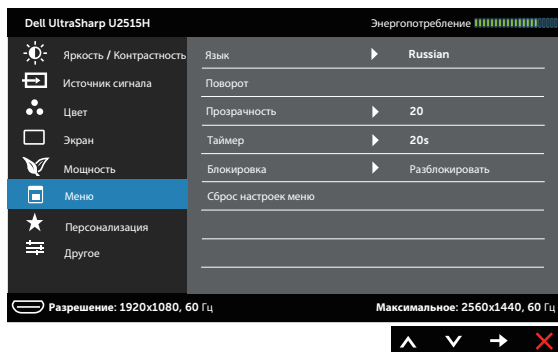 Dell UltraSharp U2515H Энергопотребление
Яркость / Контрастность Язык Russian
Источник сигнала Поворот
Цвет Прозрачность 20
Экран Таймер 20s
Мощность Блокировка Разблокировать
Меню Сброс настроек меню
Персонализация
Другое
Разрешение: 1920x1080, 60 Гц Максимальное: 2560x1440, 60 Гц